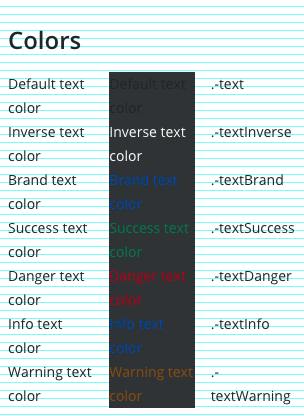 Colors
Default text Default text .-text
color color
Inverse text Inverse text .-textInverse
color color
Brand text Brand text .-textBrand
color color
Success text Success text .-textSuccess
color color
Danger text Danger text .-textDanger
color color
Info text Info text .-textInfo
color color
Warning text Warning text .-
color color textWarning